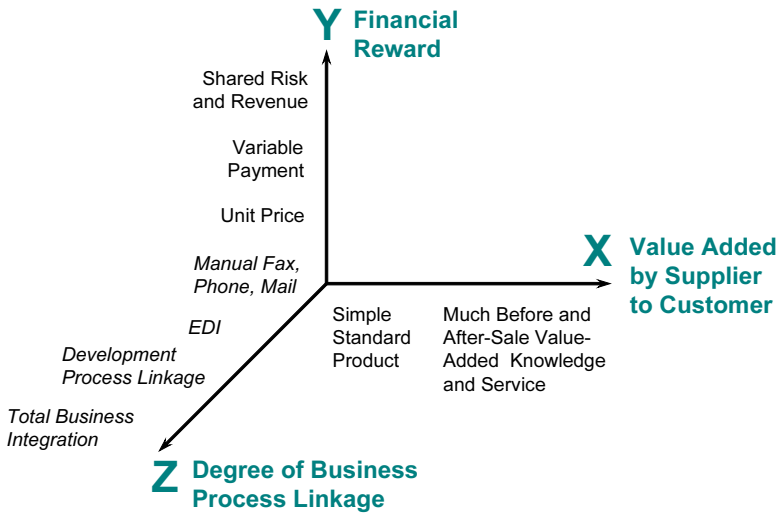 Y Financial
Reward
Shared Risk
and Revenue
Variable
Payment
Unit Price
Manual Fax,
Phone, Mail
EDI
Development
Process Linkage
Total Business
Integration
X Value Added
by Supplier
to Customer
Simple
Standard
Product
Much Before and
After-Sale Value-
Added Knowledge
and Service
Z Degree of Business
Process Linkage